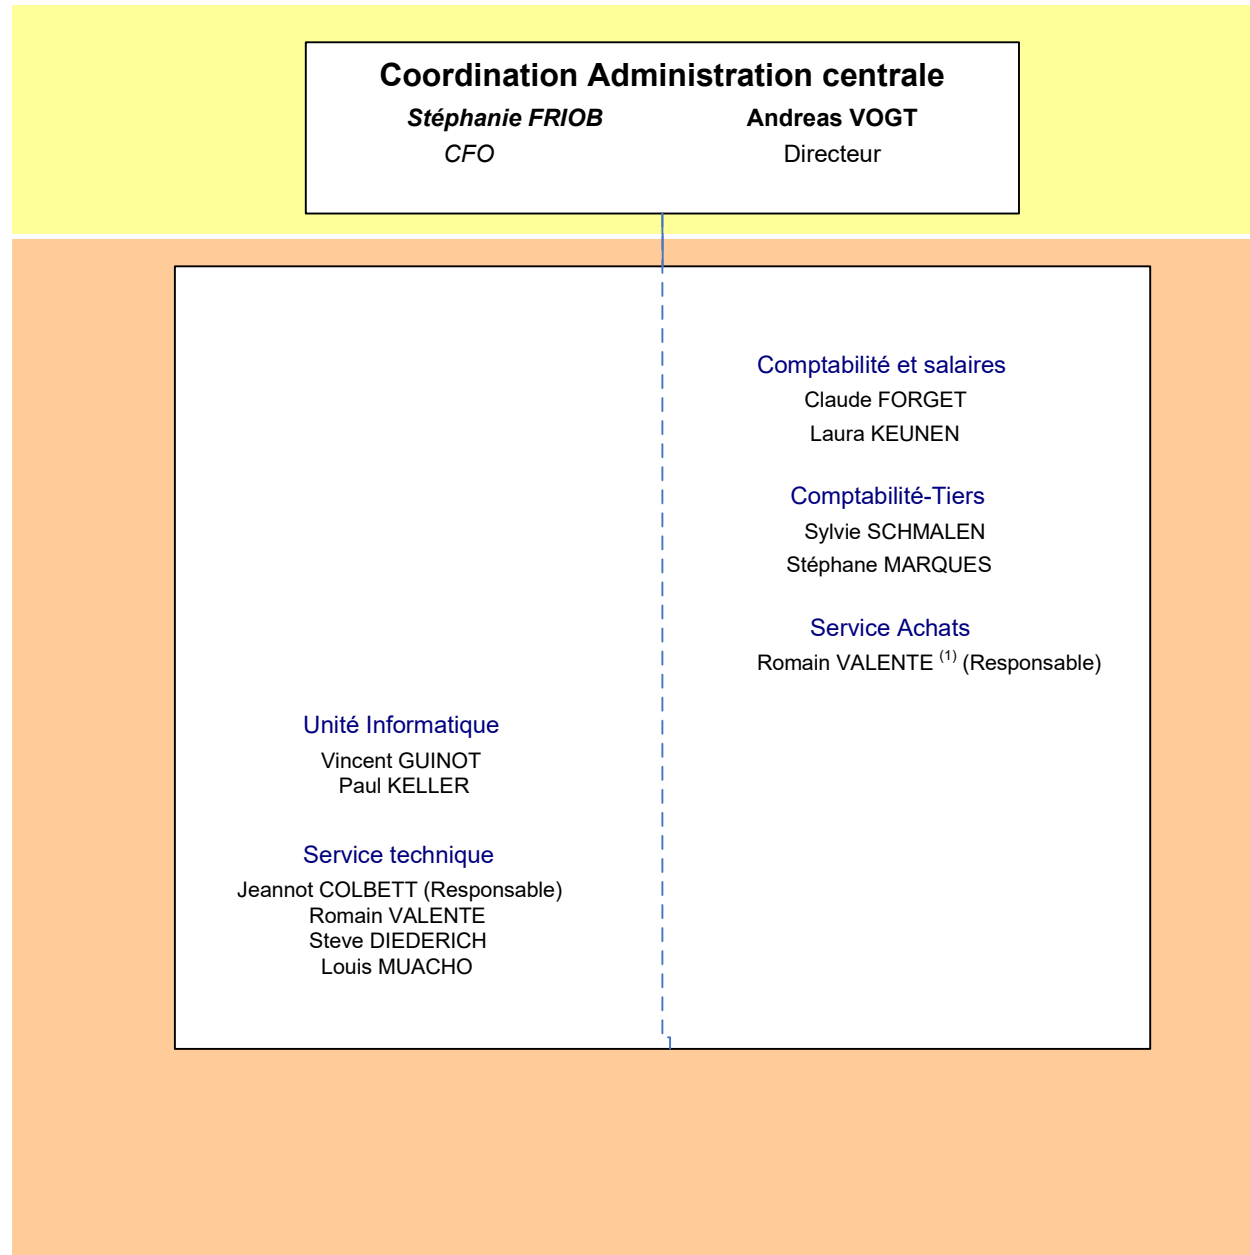 Coordination Administration centrale
Stéphanie FRIOB Andreas VOGT
CFO Directeur
Comptabilité et salaires
Claude FORGET
Laura KEUNEN
Comptabilité-Tiers
Sylvie SCHMALEN
Stéphane MARQUES
Service Achats
Romain VALENTE (1) (Responsable)
Unité Informatique
Vincent GUINOT
Paul KELLER
Service technique
Jeannot COLBETT (Responsable)
Romain VALENTE
Steve DIEDERICH
Louis MUACHO